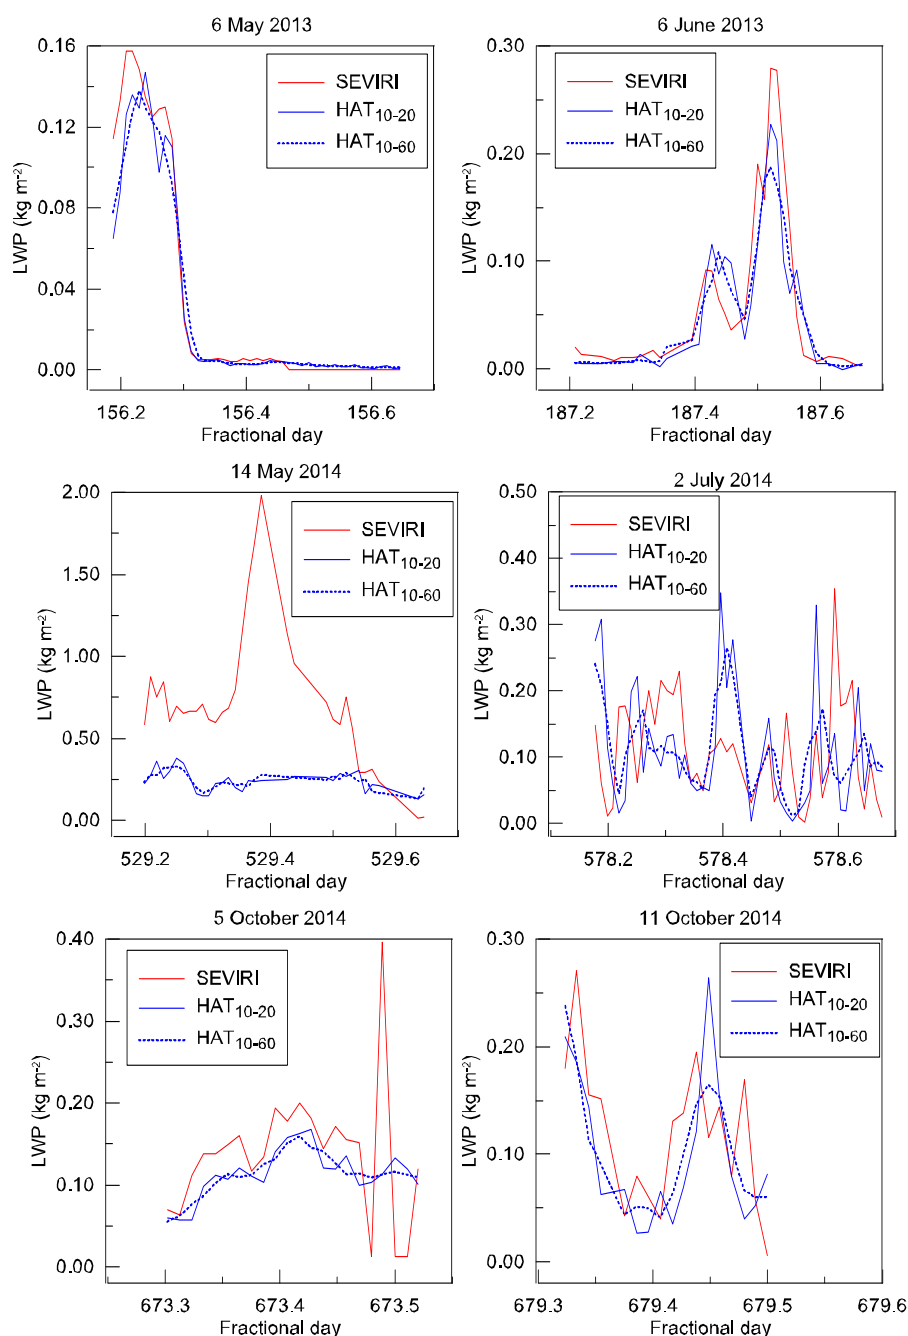 6 May 2013
0.16
0.12
0.08
0.04
0.00
LWP (kg m-2)
156.2 156.4 156.6
Fractional day
SEVIRI
HAT10-20
HAT10-60
6 June 2013
0.30
0.20
0.10
0.00
LWP (kg m-2)
187.2 187.4 187.6
Fractional day
SEVIRI
HAT10-20
HAT10-60
14 May 2014
2.00
1.50
1.00
0.50
0.00
LWP (kg m-2)
529.2 529.4 529.6
Fractional day
SEVIRI
HAT10-20
HAT10-60
2 July 2014
0.50
0.40
0.30
0.20
0.10
0.00
LWP (kg m-2)
578.2 578.4 578.6
Fractional day
SEVIRI
HAT10-20
HAT10-60
5 October 2014
0.40
0.30
0.20
0.10
0.00
LWP (kg m-2)
673.3 673.4 673.5
Fractional day
SEVIRI
HAT10-20
HAT10-60
11 October 2014
0.30
0.20
0.10
0.00
LWP (kg m-2)
679.3 679.4 679.5 679.6
Fractional day
SEVIRI
HAT10-20
HAT10-60